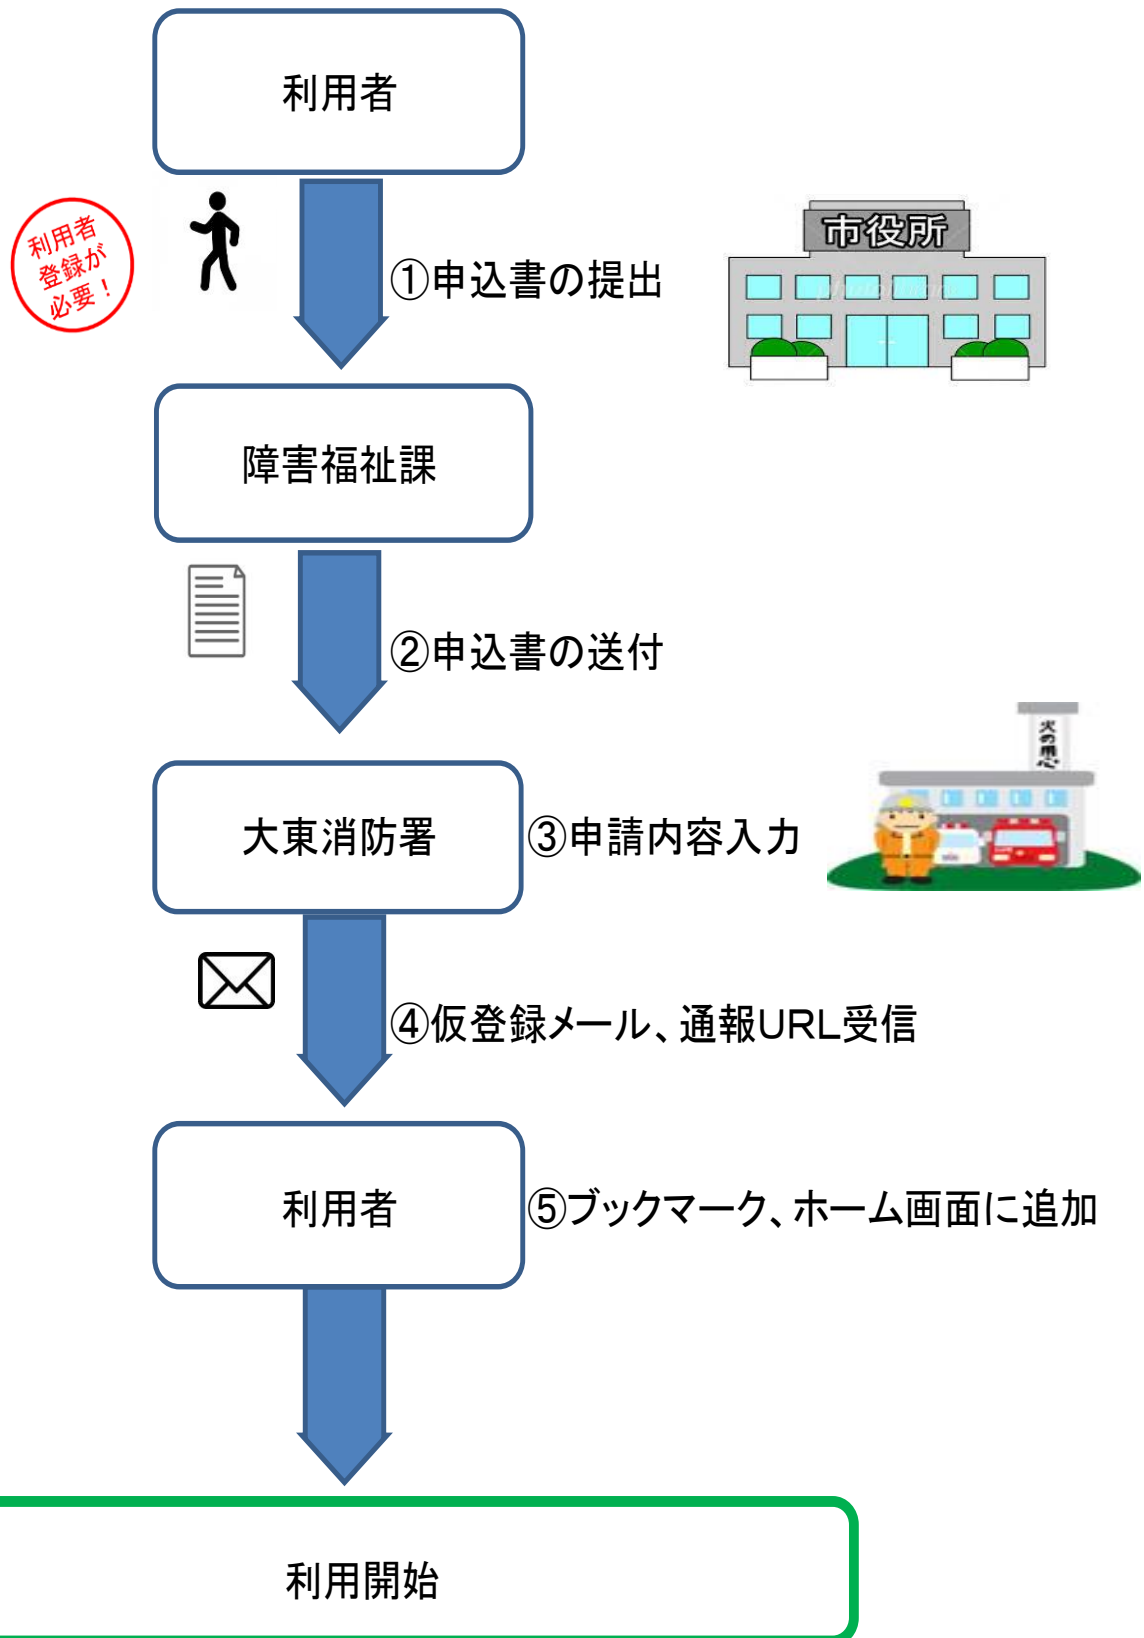 利用者
利用者
登録が
必要！
①申込書の提出
市役所
障害福祉課
②申込書の送付
火の用心
大東消防署
③申請内容入力
④仮登録メール、通報URL受信
利用者
⑤ブックマーク、ホーム画面に追加
利用開始